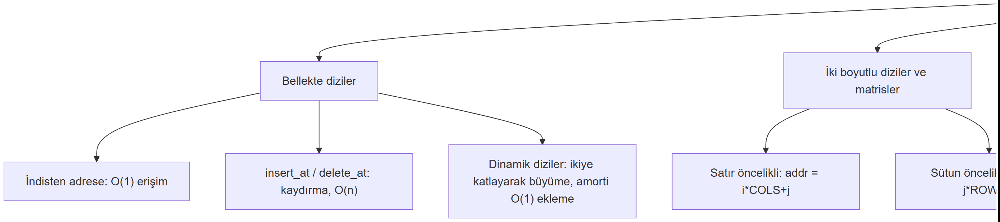 Bellekte diziler
İki boyutlu diziler ve
matrisler
İndisten adrese: O(1) erişim
insert_at / delete_at:
kaydırma, O(n)
Dinamik diziler: ikiye
katlayarak büyüme, amorti
O(1) ekleme
Satır öncelikli: addr =
i*COLS+j
Sütun